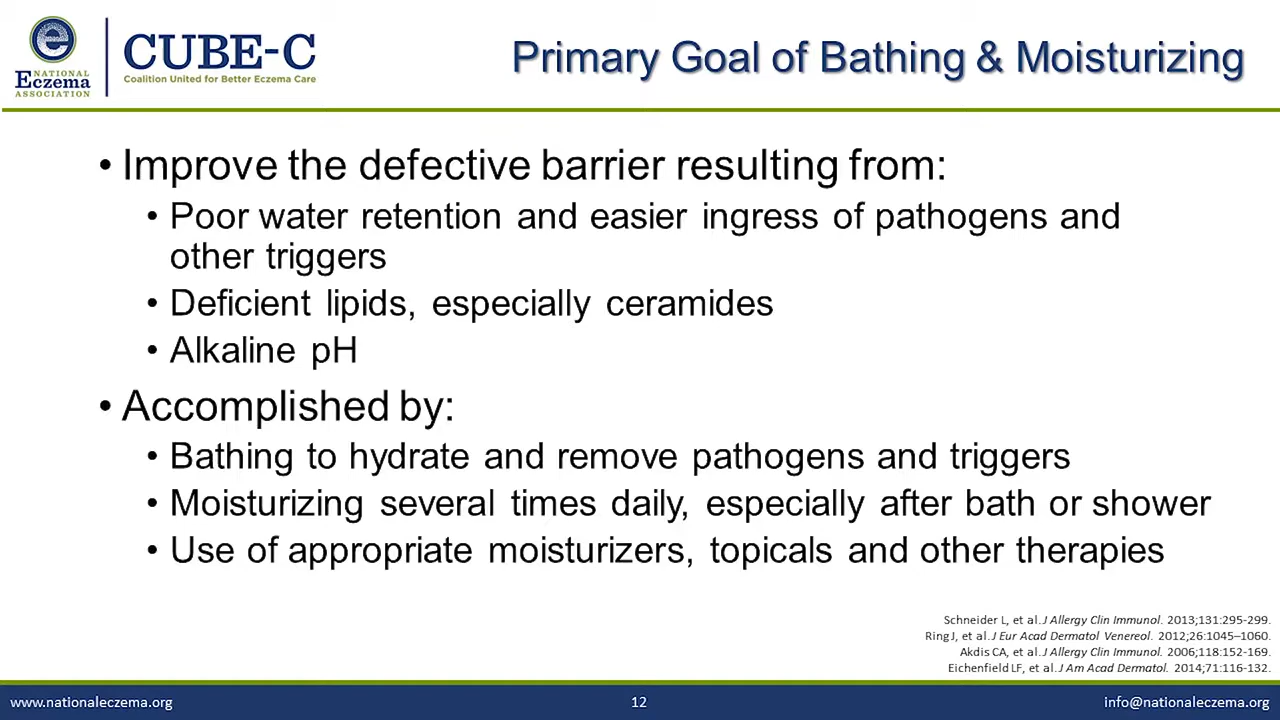 e
NATIONAL
Eczema
ASSOCIATION
CUBE-C
Coalition United for Better Eczema Care
Primary Goal of Bathing & Moisturizing
• Improve the defective barrier resulting from:
• Poor water retention and easier ingress of pathogens and
other triggers
• Deficient lipids, especially ceramides
• Alkaline pH
• Accomplished by:
• Bathing to hydrate and remove pathogens and triggers
• Moisturizing several times daily, especially after bath or shower
• Use of appropriate moisturizers, topicals and other therapies
Schneider L, et al. J Allergy Clin Immunol. 2013;131:295-299.
Ring J, et al. J Eur Acad Dermatol Venereol. 2012;26:1045–1060.
Akdis CA, et al. J Allergy Clin Immunol. 2006;118:152-169.
Eichenfield LF, et al. J Am Acad Dermatol. 2014;71:116-132.
www.nationaleczema.org
12
info@nationaleczema.org